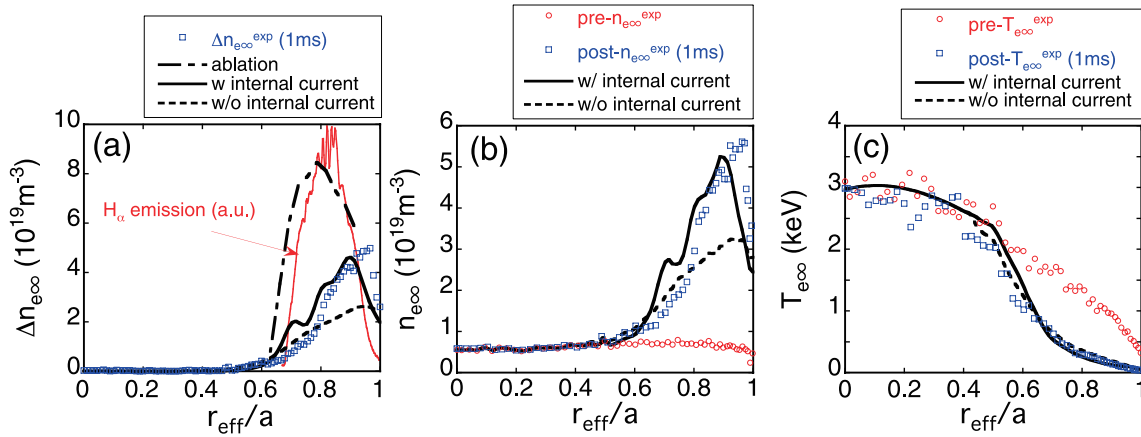 Δn_e∞^exp (1ms)
ablation
w internal current
w/o internal current
(a)
H_α emission (a.u.)
Δn_e∞ (10^19 m^-3)
10
8
6
4
2
0
0 0.2 0.4 0.6 0.8 1
r_eff/a
pre-n_e∞^exp
post-n_e∞^exp (1ms)
w/ internal current
w/o internal current
(b)
n_e∞ (10^19 m^-3)
6
5
4
3
2
1
0
0 0.2 0.4 0.6 0.8 1
r_eff/a
pre-T_e∞^exp
post-T_e∞^exp (1ms)
w/ internal current
w/o internal current
(c)
T_e∞ (keV)
4
3
2
1
0
0 0.2 0.4 0.6 0.8 1
r_eff/a